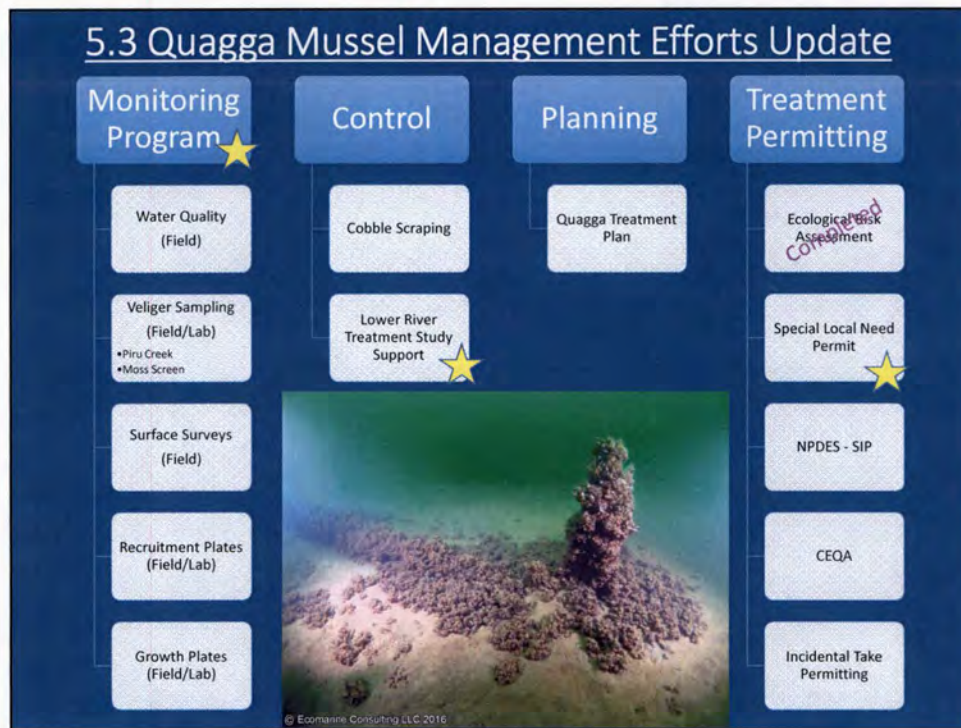 5.3 Quagga Mussel Management Efforts Update
Monitoring
Program
Water Quality
(Field)
Veliger Sampling
(Field/Lab)
•Piru Creek
•Moss Screen
Surface Surveys
(Field)
Recruitment Plates
(Field/Lab)
Growth Plates
(Field/Lab)
Control
Cobble Scraping
Lower River
Treatment Study
Support
Planning
Quagga Treatment
Plan
Treatment
Permitting
Ecological Risk
Assessment
Completed
Special Local Need
Permit
NPDES - SIP
CEQA
Incidental Take
Permitting
© Ecomarine Consulting LLC 2016